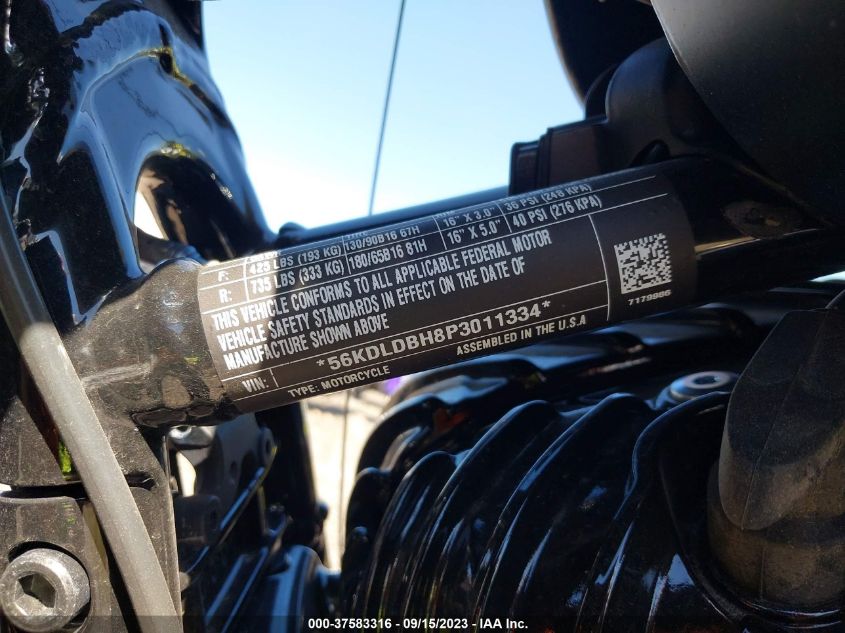 F: 425 LBS (193 KG) 130/90B16 67H 16" X 3.0" 36 PSI (248 KPA)
R: 735 LBS (333 KG) 180/65B16 81H 16" X 5.0" 40 PSI (276 KPA)
THIS VEHICLE CONFORMS TO ALL APPLICABLE FEDERAL MOTOR
VEHICLE SAFETY STANDARDS IN EFFECT ON THE DATE OF
MANUFACTURE SHOWN ABOVE
VIN: *56KDLDBH8P3011334*
TYPE: MOTORCYCLE ASSEMBLED IN THE U.S.A
7179986
000-37583316 - 09/15/2023 - IAA Inc.